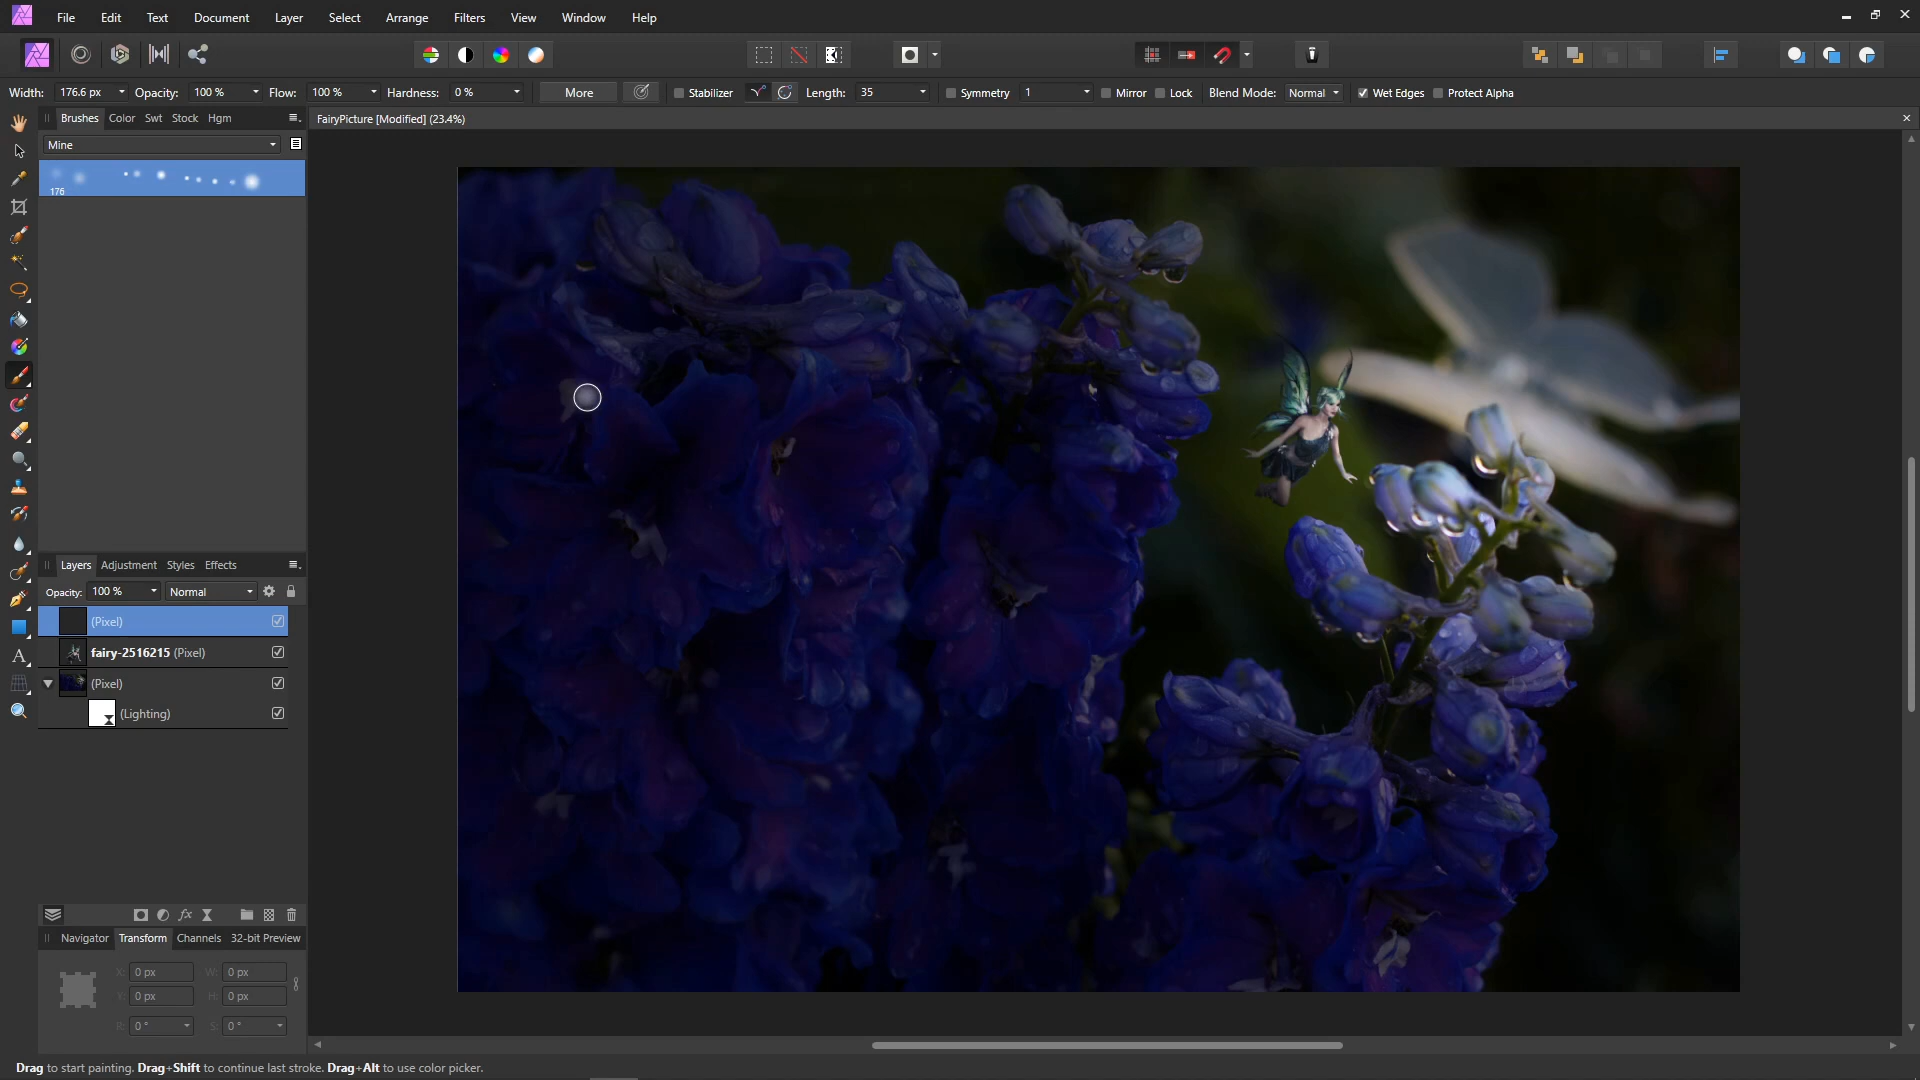 File Edit Text Document Layer Select Arrange Filters View Window Help
Width: 176.6 px Opacity: 100 % Flow: 100 % Hardness: 0 % More Stabilizer Length: 35 Symmetry 1 Mirror Lock Blend Mode: Normal Wet Edges Protect Alpha
Brushes Color Swt Stock Hgm
FairyPicture [Modified] (23.4%)
Mine
176
Layers Adjustment Styles Effects
Opacity: 100 % Normal
(Pixel)
fairy-2516215 (Pixel)
(Pixel)
(Lighting)
Navigator Transform Channels 32-bit Preview
X: 0 px W: 0 px
Y: 0 px H: 0 px
R: 0 ° S: 0 °
Drag to start painting. Drag+Shift to continue last stroke. Drag+Alt to use color picker.